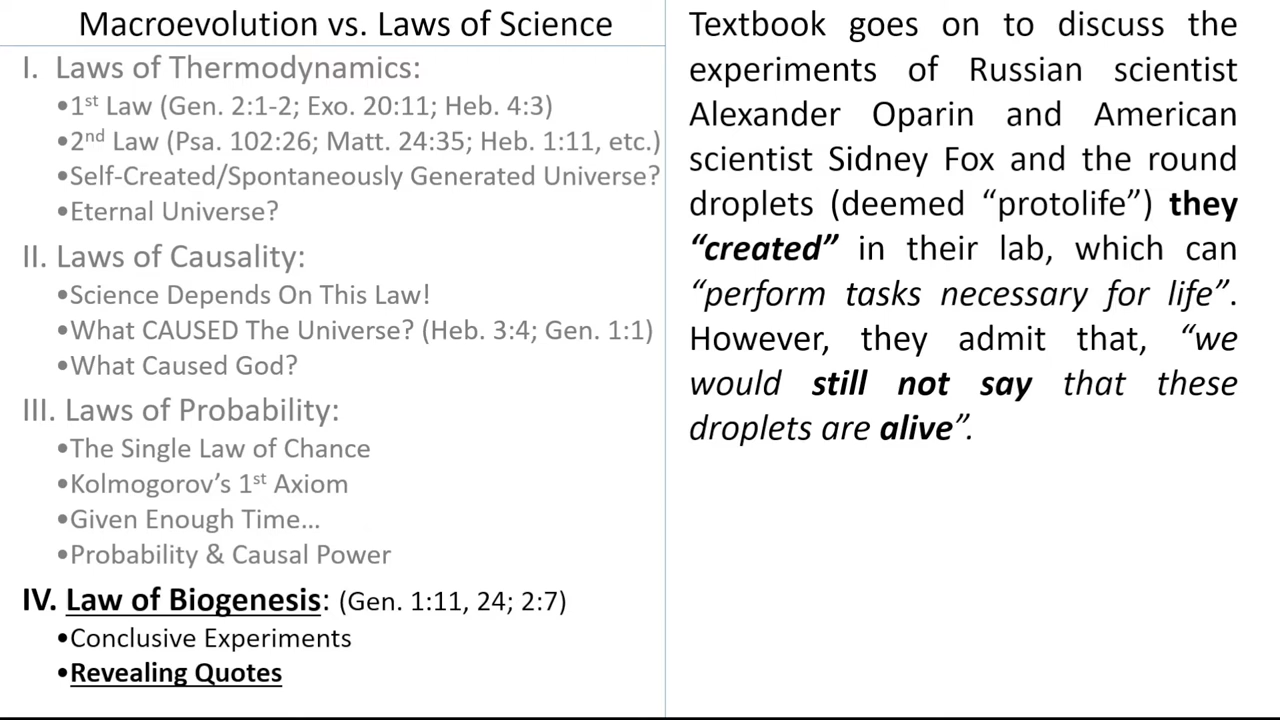 Macroevolution vs. Laws of Science
I. Laws of Thermodynamics:
•1st Law (Gen. 2:1-2; Exo. 20:11; Heb. 4:3)
•2nd Law (Psa. 102:26; Matt. 24:35; Heb. 1:11, etc.)
•Self-Created/Spontaneously Generated Universe?
•Eternal Universe?
II. Laws of Causality:
•Science Depends On This Law!
•What CAUSED The Universe? (Heb. 3:4; Gen. 1:1)
•What Caused God?
III. Laws of Probability:
•The Single Law of Chance
•Kolmogorov’s 1st Axiom
•Given Enough Time…
•Probability & Causal Power
IV. Law of Biogenesis: (Gen. 1:11, 24; 2:7)
•Conclusive Experiments
•Revealing Quotes
Textbook goes on to discuss the
experiments of Russian scientist
Alexander Oparin and American
scientist Sidney Fox and the round
droplets (deemed “protolife”) they
“created” in their lab, which can
“perform tasks necessary for life”.
However, they admit that, “we
would still not say that these
droplets are alive”.